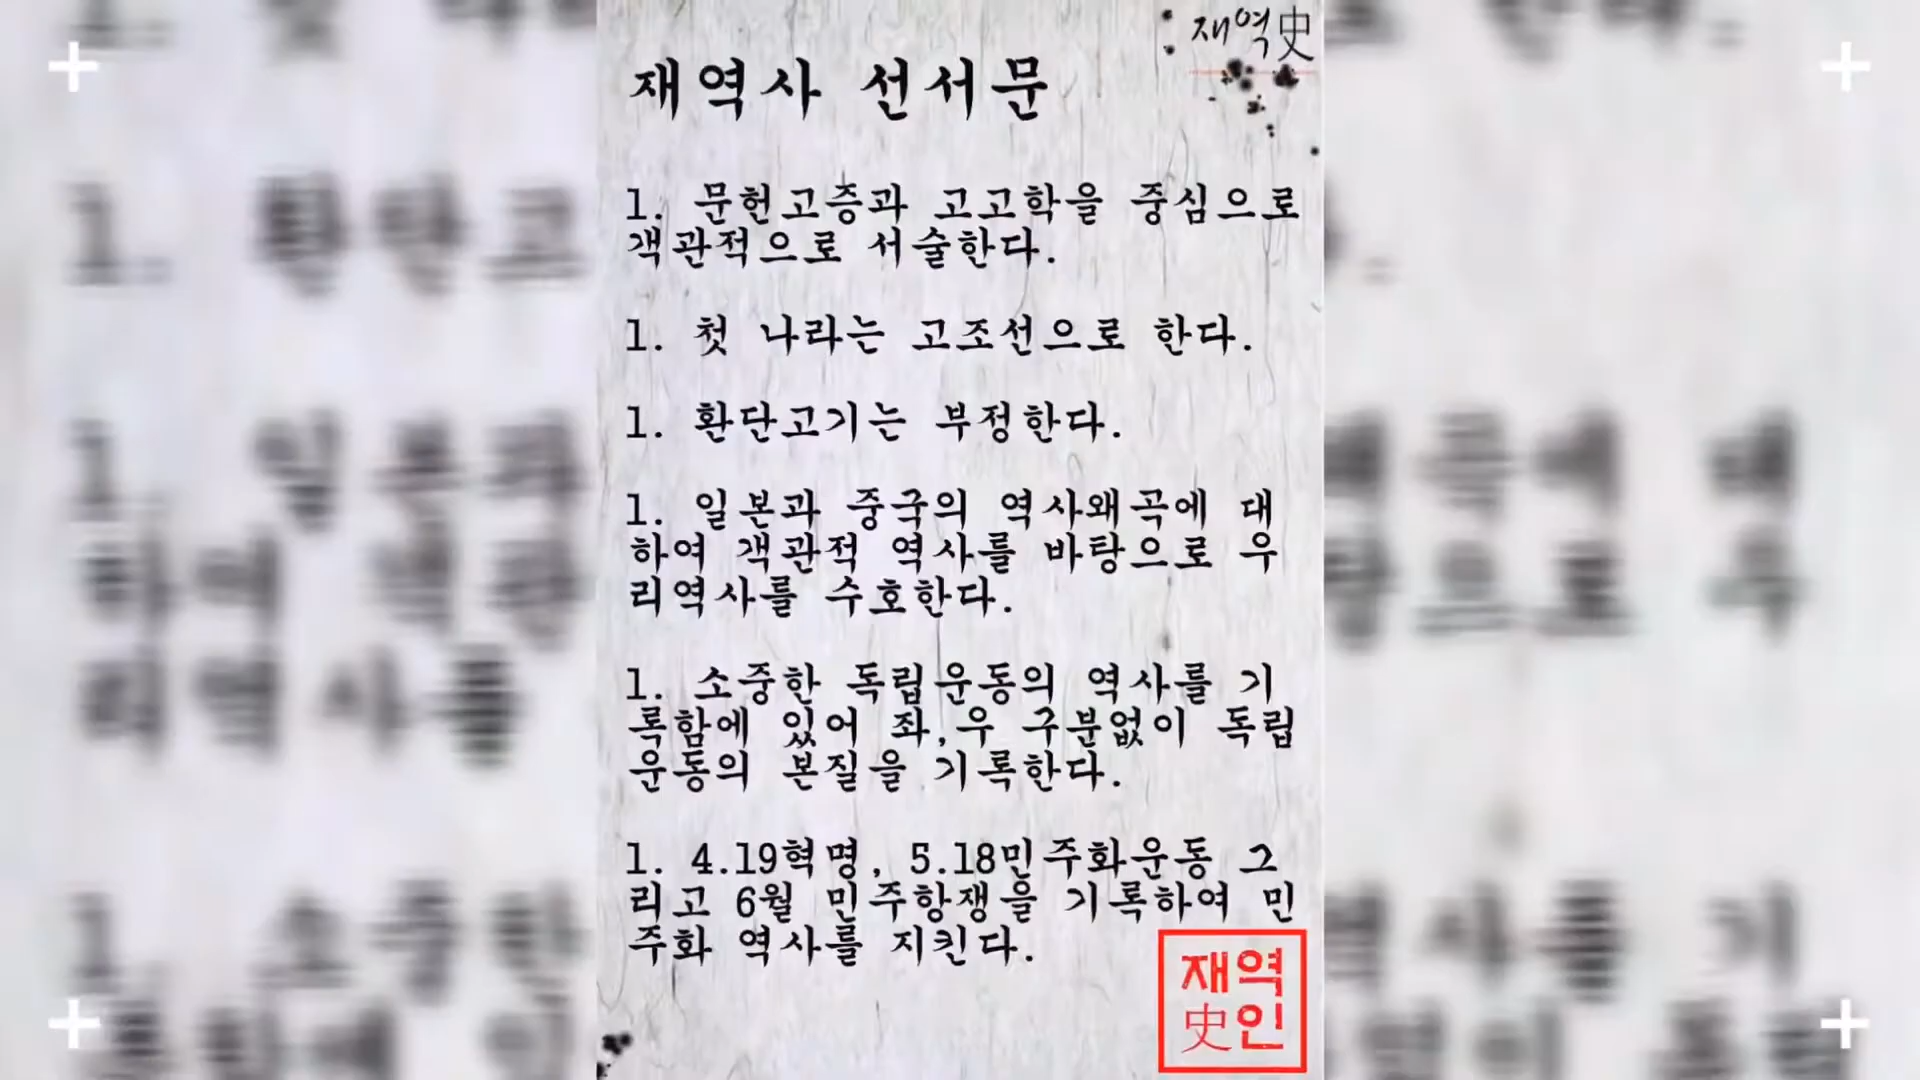 재역史
재역사 선서문
1. 문헌고증과 고고학을 중심으로
객관적으로 서술한다.
1. 첫 나라는 고조선으로 한다.
1. 환단고기는 부정한다.
1. 일본과 중국의 역사왜곡에 대
하여 객관적 역사를 바탕으로 우
리역사를 수호한다.
1. 소중한 독립운동의 역사를 기
록함에 있어 좌,우 구분없이 독립
운동의 본질을 기록한다.
1. 4.19혁명, 5.18민주화운동 그
리고 6월 민주항쟁을 기록하여 민
주화 역사를 지킨다.
재역
史인